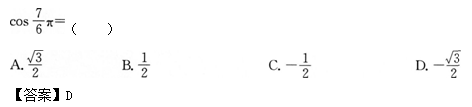 cos 7/6 π=( )
A. √3/2 B. 1/2 C. -1/2 D. -√3/2
【答案】D